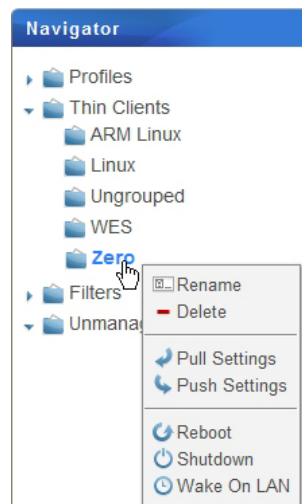 Navigator
Profiles
Thin Clients
ARM Linux
Linux
Ungrouped
WES
Zero
Filters
Rename
Delete
Pull Settings
Push Settings
Reboot
Shutdown
Wake On LAN